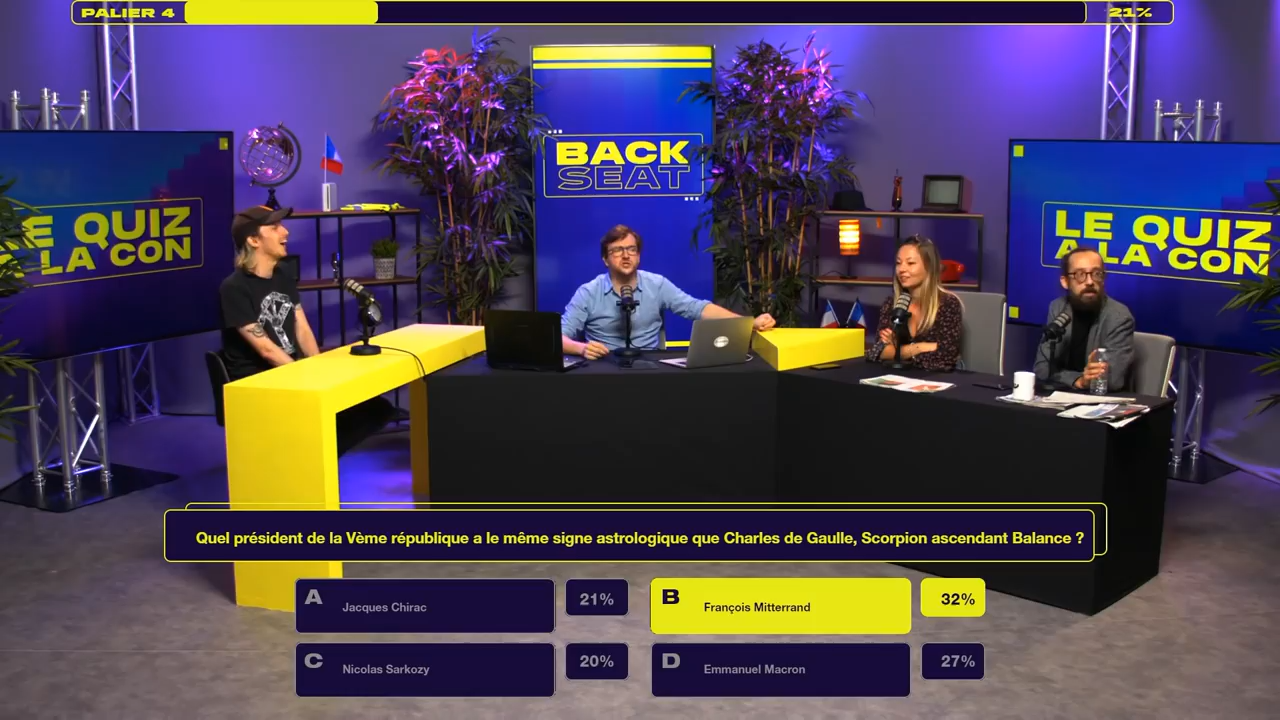 PALIER 4
21%
BACK
SEAT
LE QUIZ
A LA CON
LE QUIZ
A LA CON
Quel président de la Vème république a le même signe astrologique que Charles de Gaulle, Scorpion ascendant Balance ?
A
Jacques Chirac
21%
B
François Mitterrand
32%
C
Nicolas Sarkozy
20%
D
Emmanuel Macron
27%